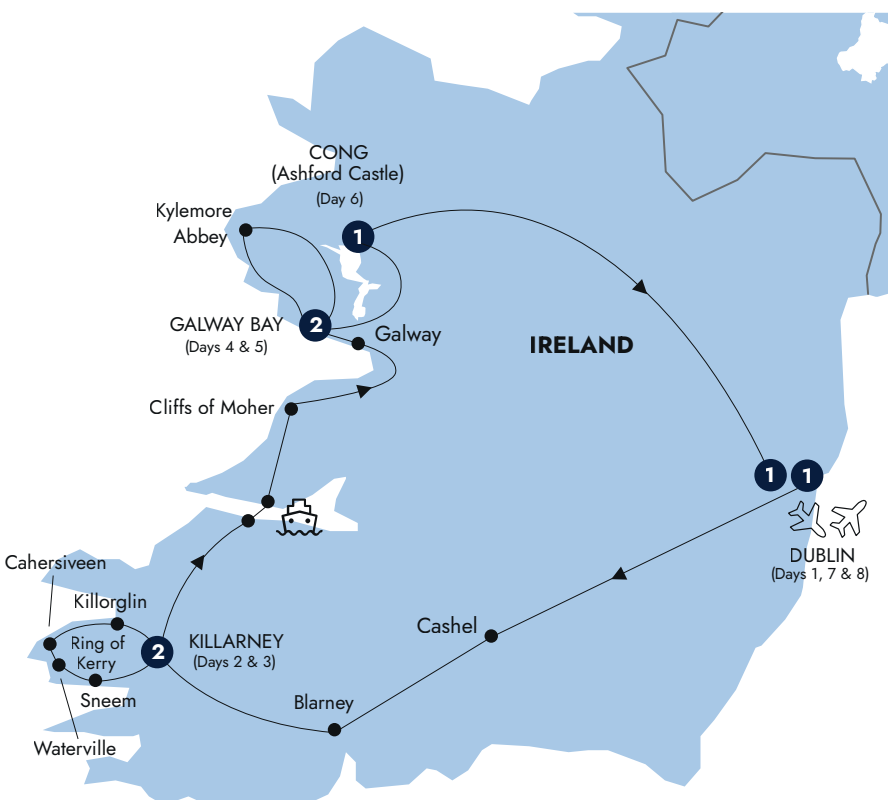 CONG
(Ashford Castle)
(Day 6)
Kylemore
Abbey
1
GALWAY BAY
(Days 4 & 5)
2
Galway
IRELAND
Cliffs of Moher
1
1
DUBLIN
(Days 1, 7 & 8)
Cahersiveen
Killorglin
Ring of
Kerry
2
KILLARNEY
(Days 2 & 3)
Cashel
Sneem
Blarney
Waterville